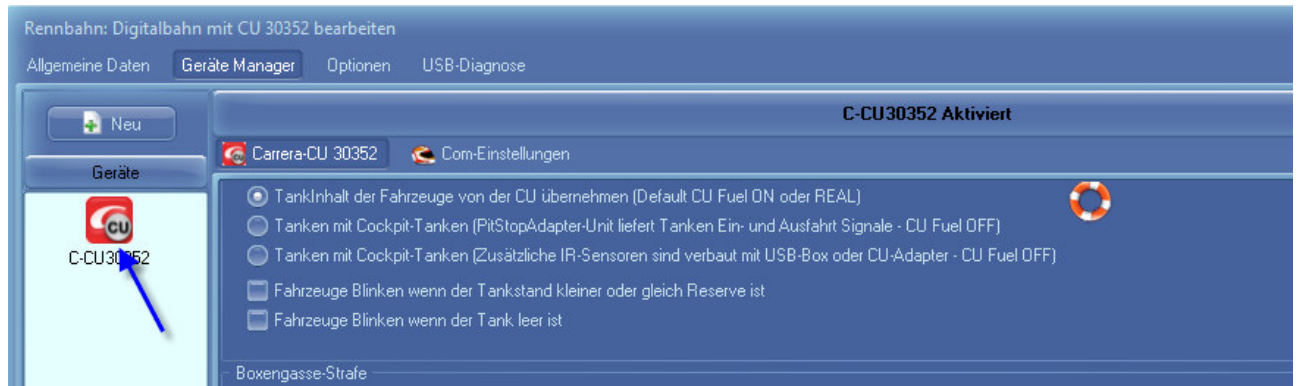 Rennbahn: Digitalbahn mit CU 30352 bearbeiten
Allgemeine Daten Geräte Manager Optionen USB-Diagnose
Neu
C-CU30352 Aktiviert
Carrera-CU 30352 Com-Einstellungen
Geräte
TankInhalt der Fahrzeuge von der CU übernehmen (Default CU Fuel ON oder REAL)
CU
Tanken mit Cockpit-Tanken (PitStopAdapter-Unit liefert Tanken Ein- und Ausfahrt Signale - CU Fuel OFF)
C-CU30352
Tanken mit Cockpit-Tanken (Zusätzliche IR-Sensoren sind verbaut mit USB-Box oder CU-Adapter - CU Fuel OFF)
Fahrzeuge Blinken wenn der Tankstand kleiner oder gleich Reserve ist
Fahrzeuge Blinken wenn der Tank leer ist
Boxengasse-Strafe